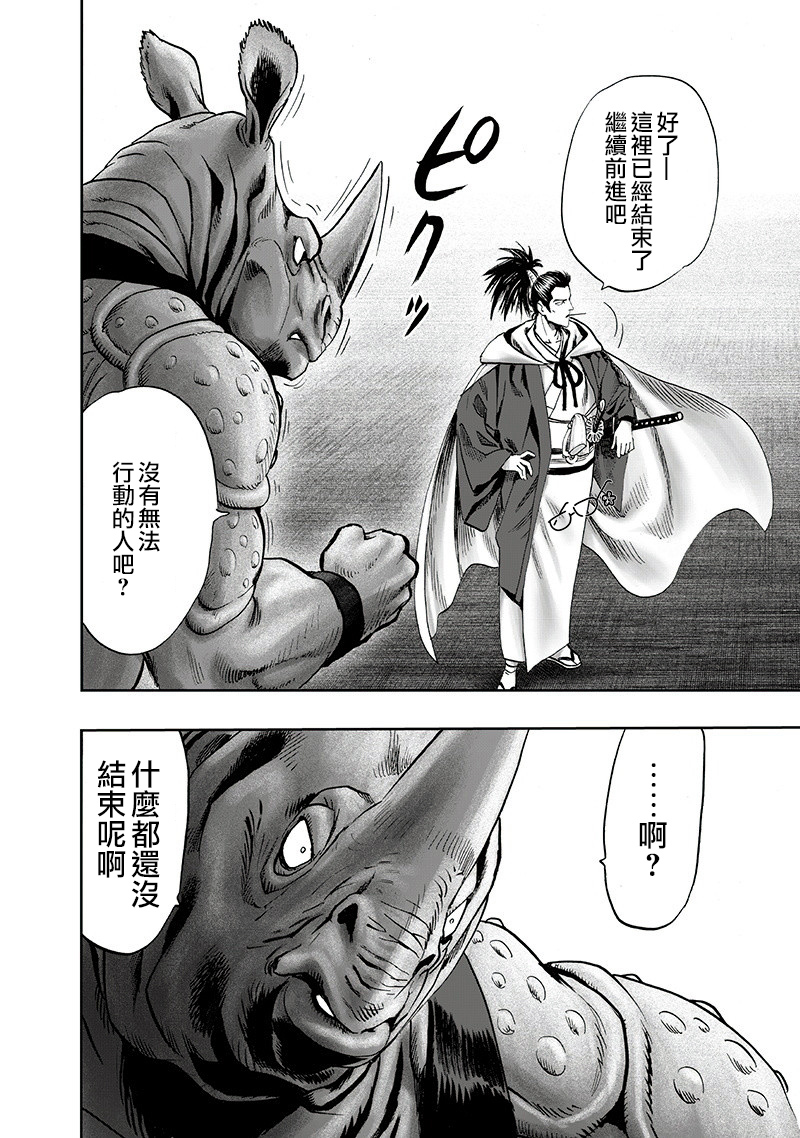 好了—
這裡已經結束了
繼續前進吧
ピクッ
沒有無法
行動的人吧？
……啊？
什麼都還沒
結束呢啊